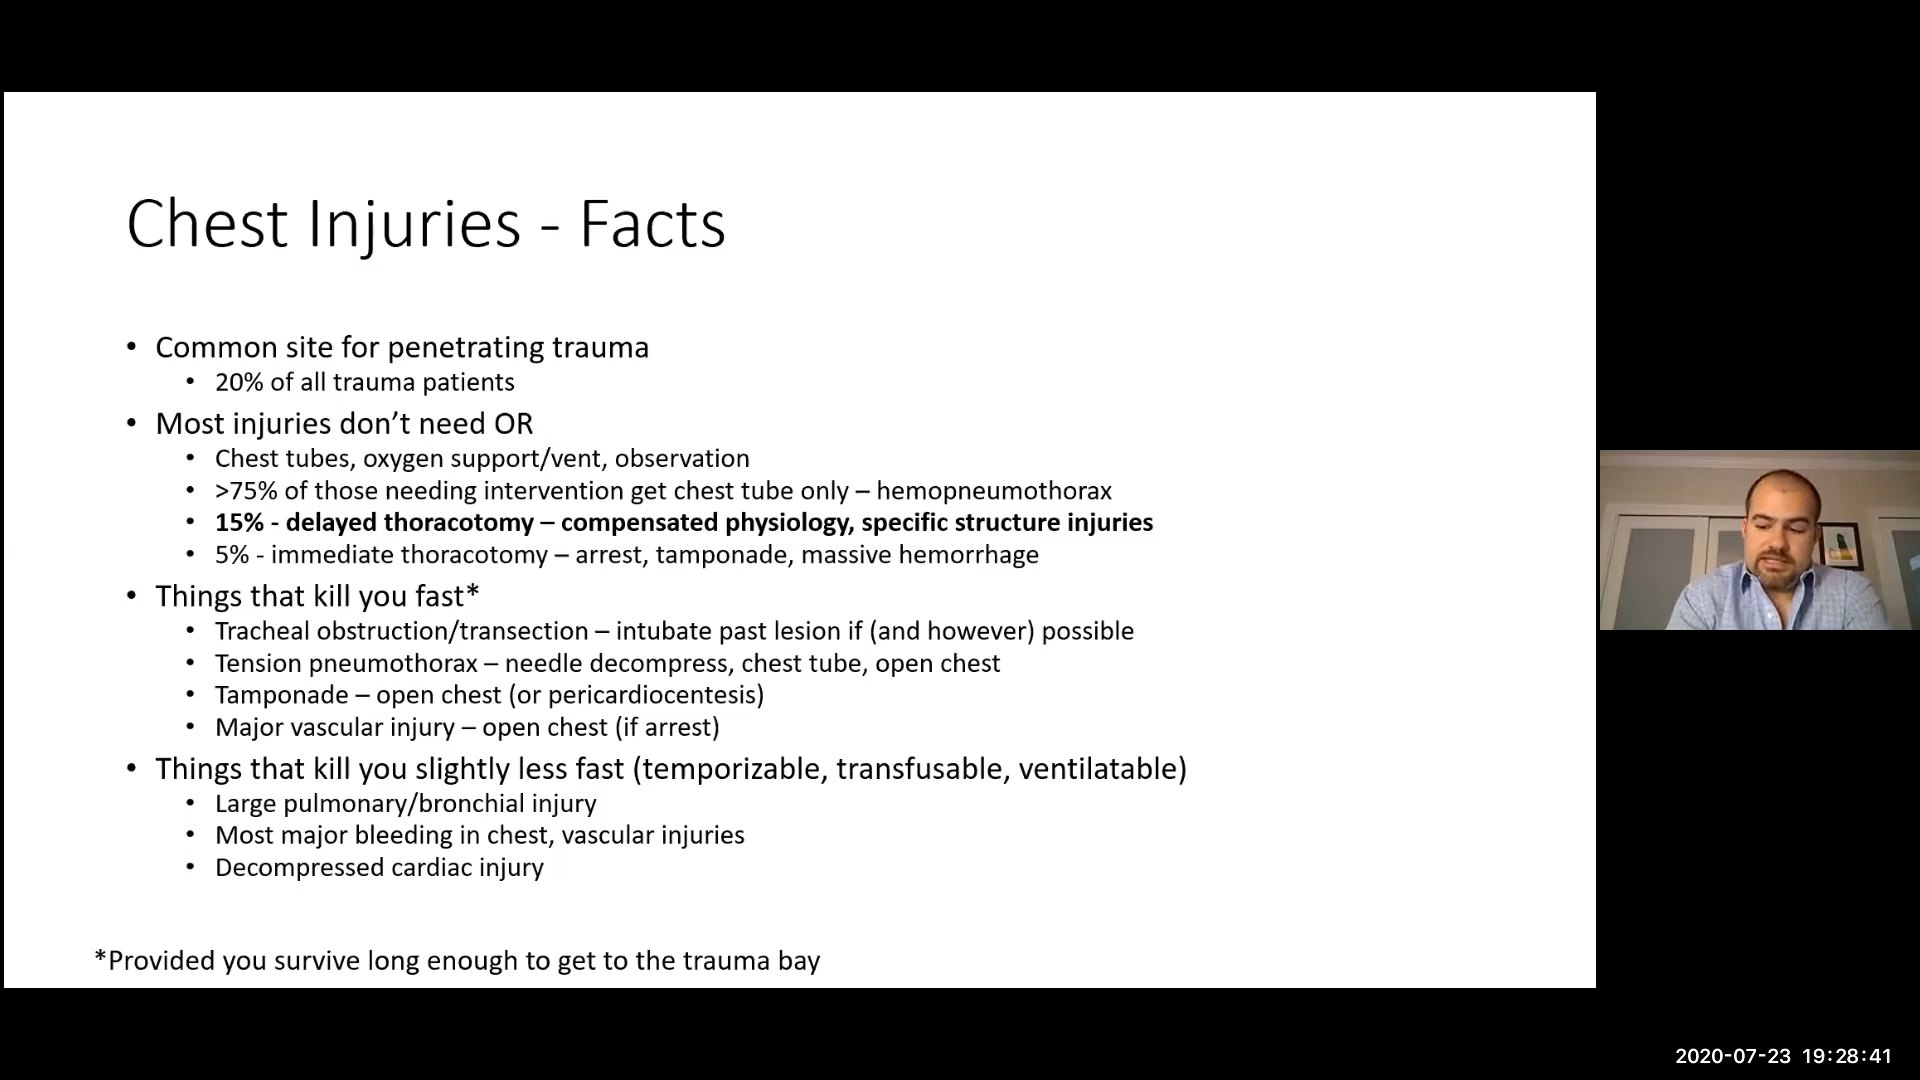 Chest Injuries - Facts
• Common site for penetrating trauma
• 20% of all trauma patients
• Most injuries don’t need OR
• Chest tubes, oxygen support/vent, observation
• >75% of those needing intervention get chest tube only – hemopneumothorax
• 15% - delayed thoracotomy – compensated physiology, specific structure injuries
• 5% - immediate thoracotomy – arrest, tamponade, massive hemorrhage
• Things that kill you fast*
• Tracheal obstruction/transection – intubate past lesion if (and however) possible
• Tension pneumothorax – needle decompress, chest tube, open chest
• Tamponade – open chest (or pericardiocentesis)
• Major vascular injury – open chest (if arrest)
• Things that kill you slightly less fast (temporizable, transfusable, ventilatable)
• Large pulmonary/bronchial injury
• Most major bleeding in chest, vascular injuries
• Decompressed cardiac injury
*Provided you survive long enough to get to the trauma bay
2020-07-23 19:28:41